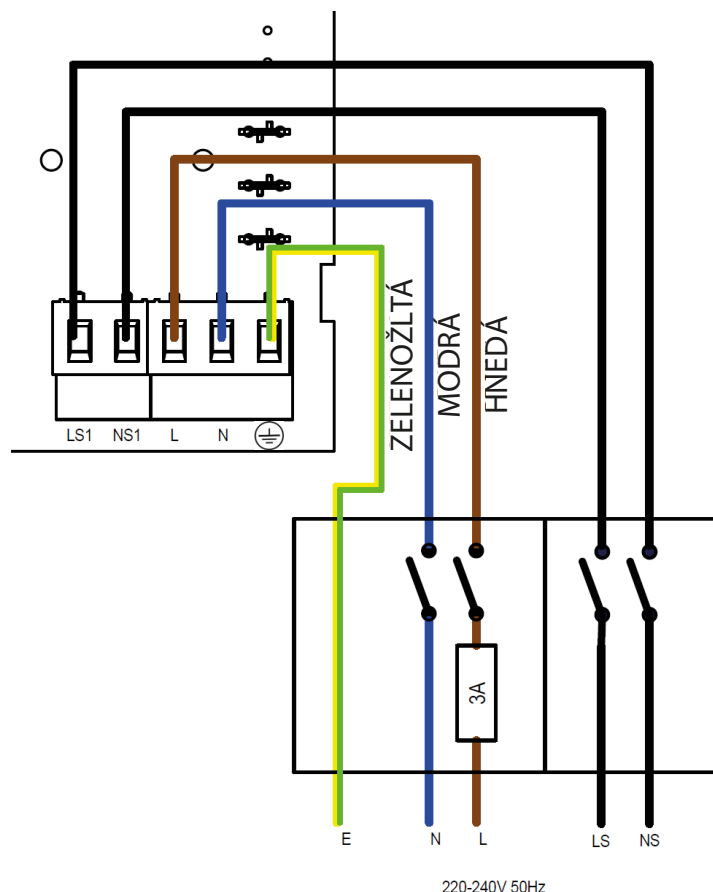 ZELENOŽLTÁ
MODRÁ
HNEDÁ
LS1 NS1 L N
3A
E N L LS NS
220-240V 50Hz